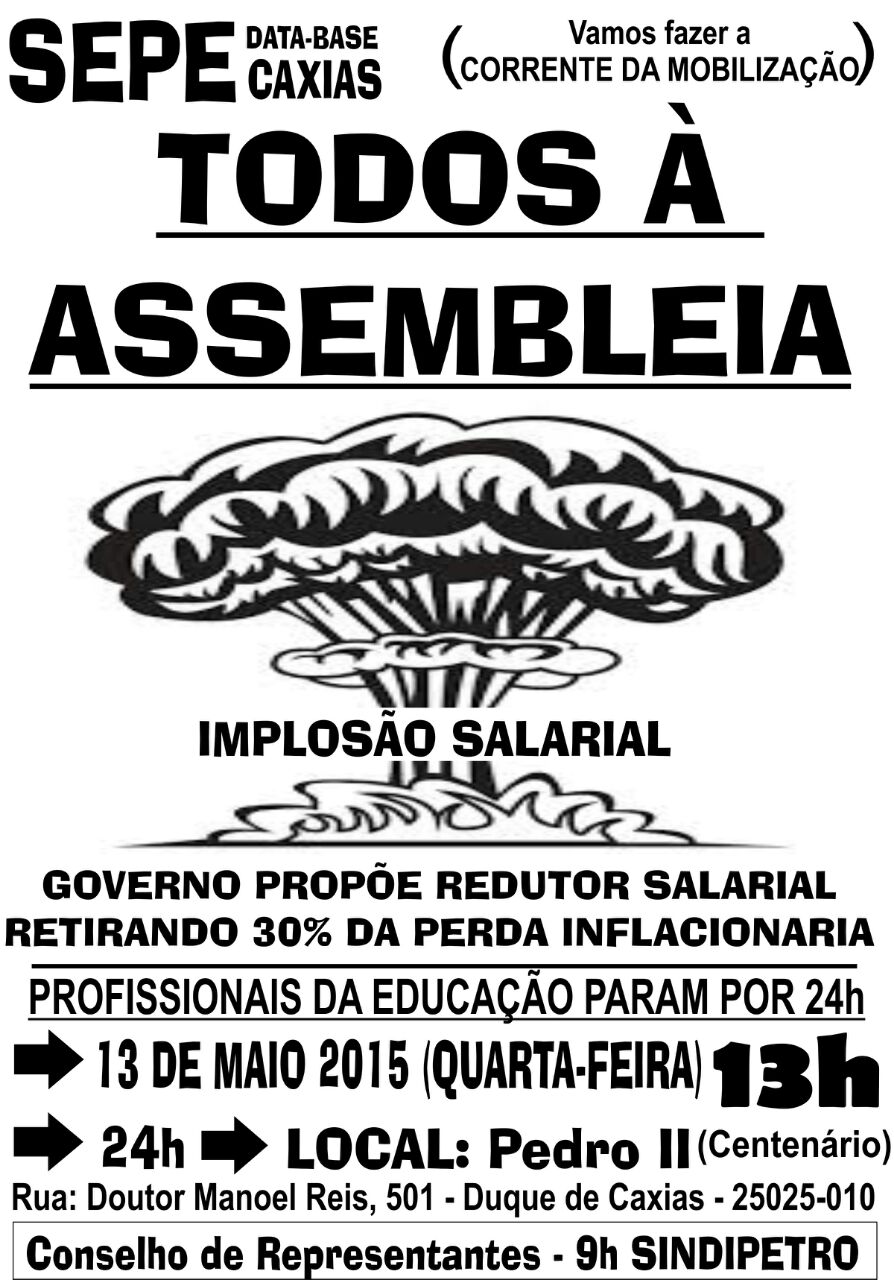 SEPE DATA-BASE
CAXIAS
(Vamos fazer a
CORRENTE DA MOBILIZAÇÃO)
TODOS À
ASSEMBLEIA
IMPLOSÃO SALARIAL
GOVERNO PROPÕE REDUTOR SALARIAL
RETIRANDO 30% DA PERDA INFLACIONARIA
PROFISSIONAIS DA EDUCAÇÃO PARAM POR 24h
13 DE MAIO 2015 (QUARTA-FEIRA) 13h
24h LOCAL: Pedro II (Centenário)
Rua: Doutor Manoel Reis, 501 - Duque de Caxias - 25025-010
Conselho de Representantes - 9h SINDIPETRO